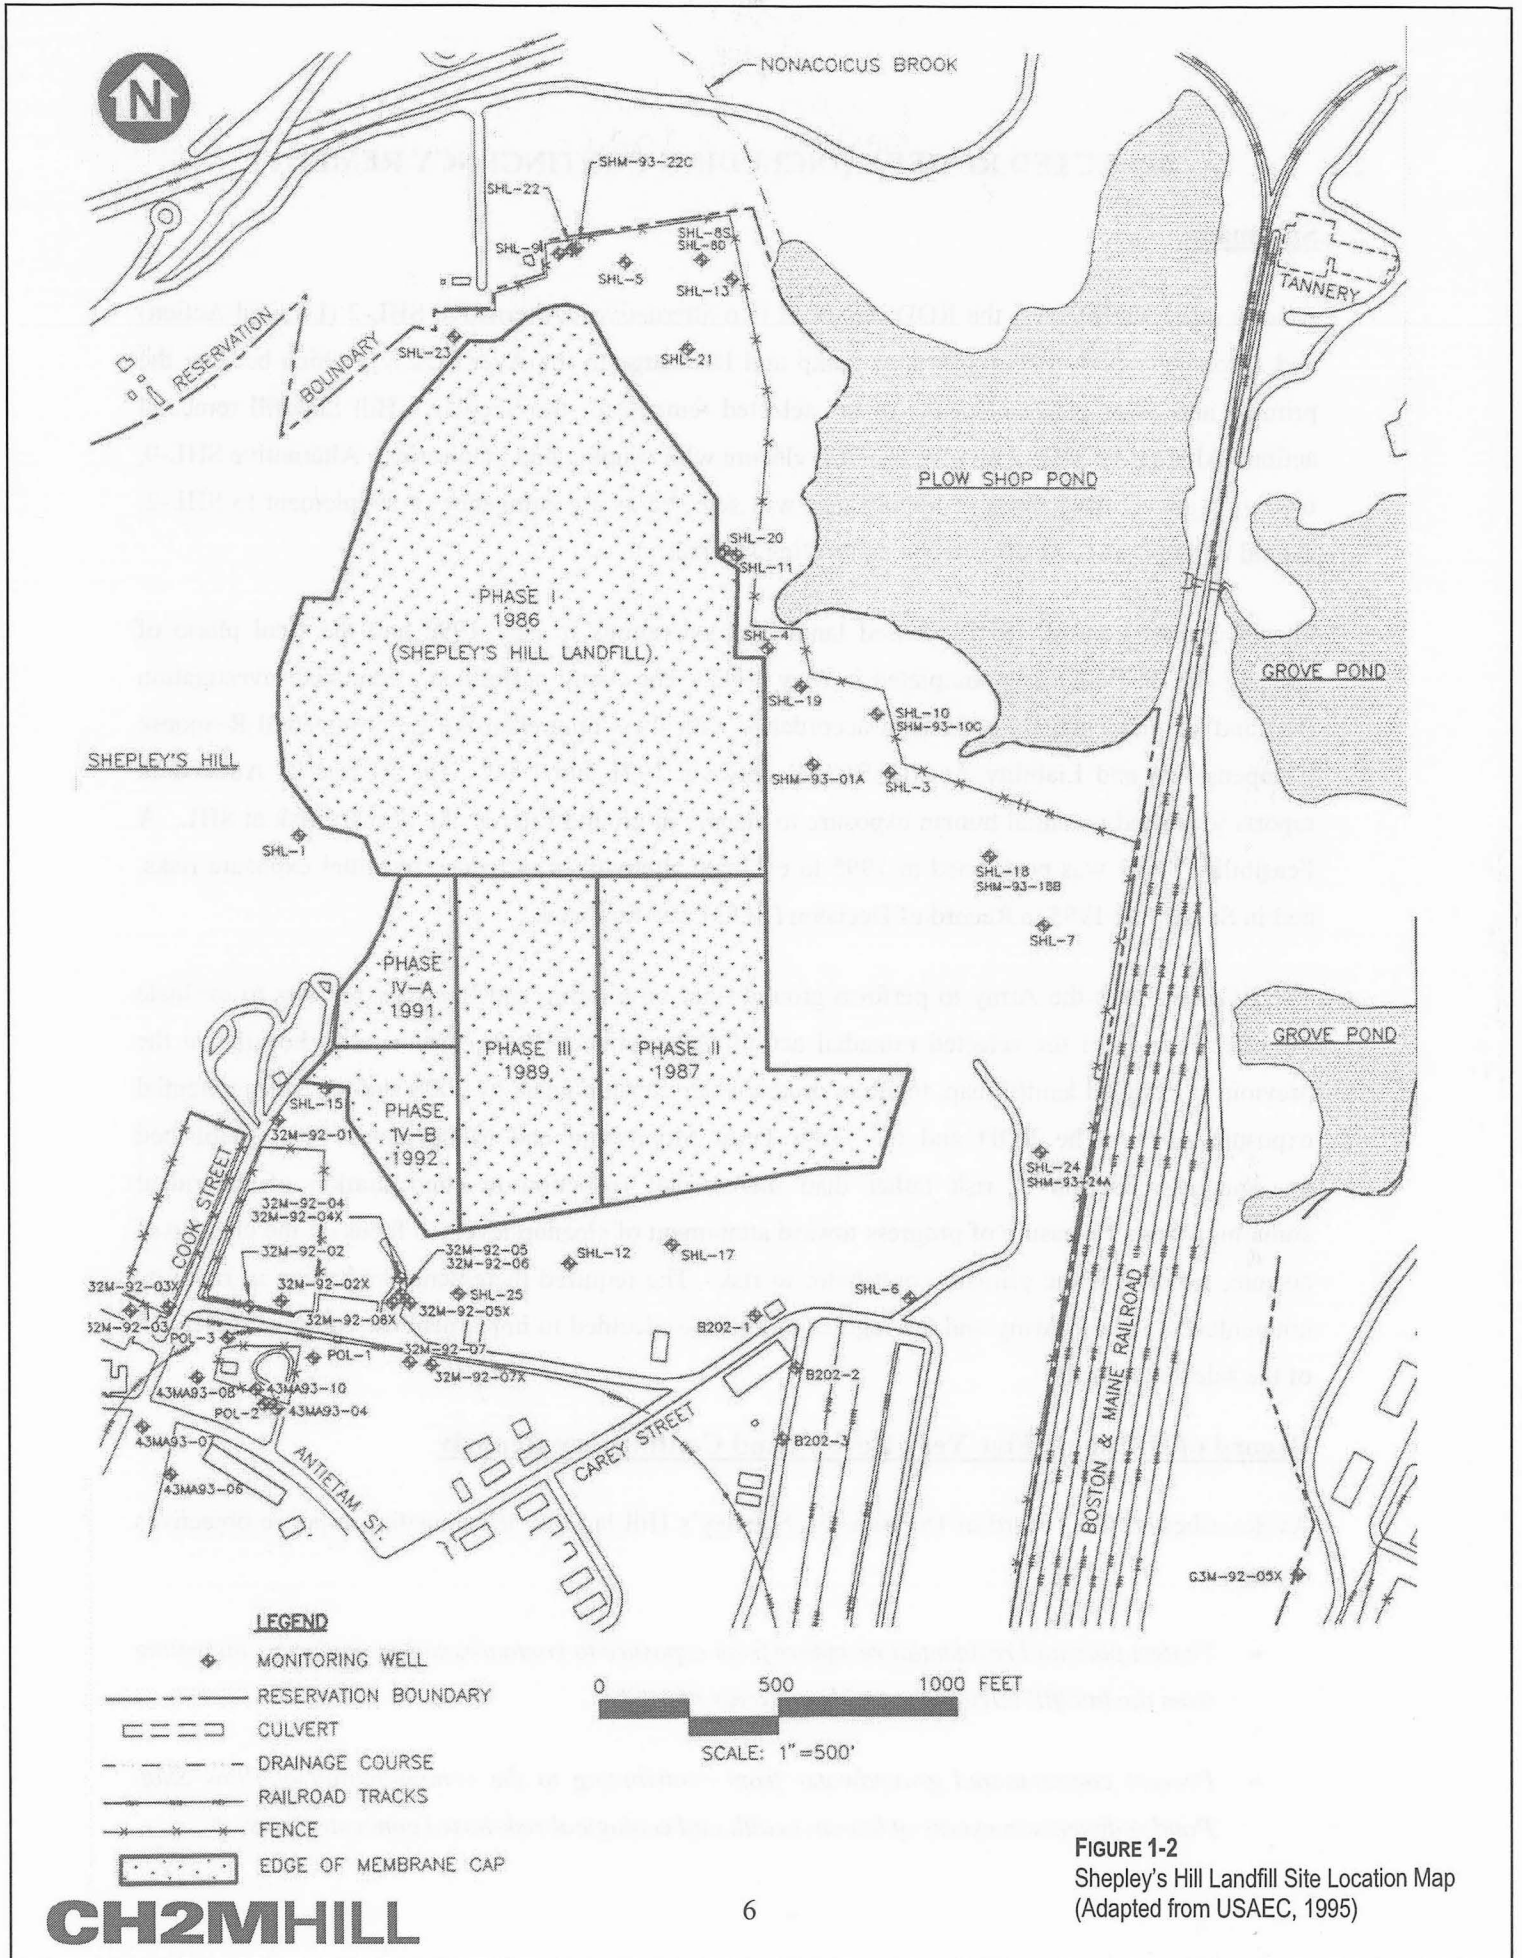 N
NONACOICUS BROOK
SHM-93-22C
SHL-22
SHL-9
SHL-8S
SHL-8D
SHL-5
SHL-13
TANNERY
RESERVATION
BOUNDARY
SHL-23
SHL-21
PLOW SHOP POND
SHL-20
SHL-11
PHASE I
1986
(SHEPLEY'S HILL LANDFILL)
SHL-4
GROVE POND
SHL-19
SHL-10
SHM-93-10C
SHEPLEY'S HILL
SHM-93-01A
SHL-3
SHL-1
SHL-18
SHM-93-18B
SHL-7
PHASE
IV-A
1991
PHASE III
1989
PHASE II
1987
GROVE POND
SHL-15
32M-92-01
PHASE
IV-B
1992
COOK STREET
SHL-24
SHM-93-24A
32M-92-04
32M-92-04X
32M-92-02
32M-92-05
32M-92-06
SHL-12
SHL-17
32M-92-03X
32M-92-02X
SHL-25
SHL-6
32M-92-03
32M-92-06X
32M-92-05X
B202-1
POL-3
POL-1
32M-92-07
32M-92-07X
B202-2
43MA93-08
43MA93-10
POL-2
43MA93-04
43MA93-07
B202-3
CAREY STREET
ANTIETAM ST.
43MA93-06
BOSTON & MAINE RAILROAD
G3M-92-05X
LEGEND
MONITORING WELL
RESERVATION BOUNDARY
CULVERT
DRAINAGE COURSE
RAILROAD TRACKS
FENCE
EDGE OF MEMBRANE CAP
0 500 1000 FEET
SCALE: 1"=500'
FIGURE 1-2
Shepley's Hill Landfill Site Location Map
(Adapted from USAEC, 1995)
6
CH2MHILL